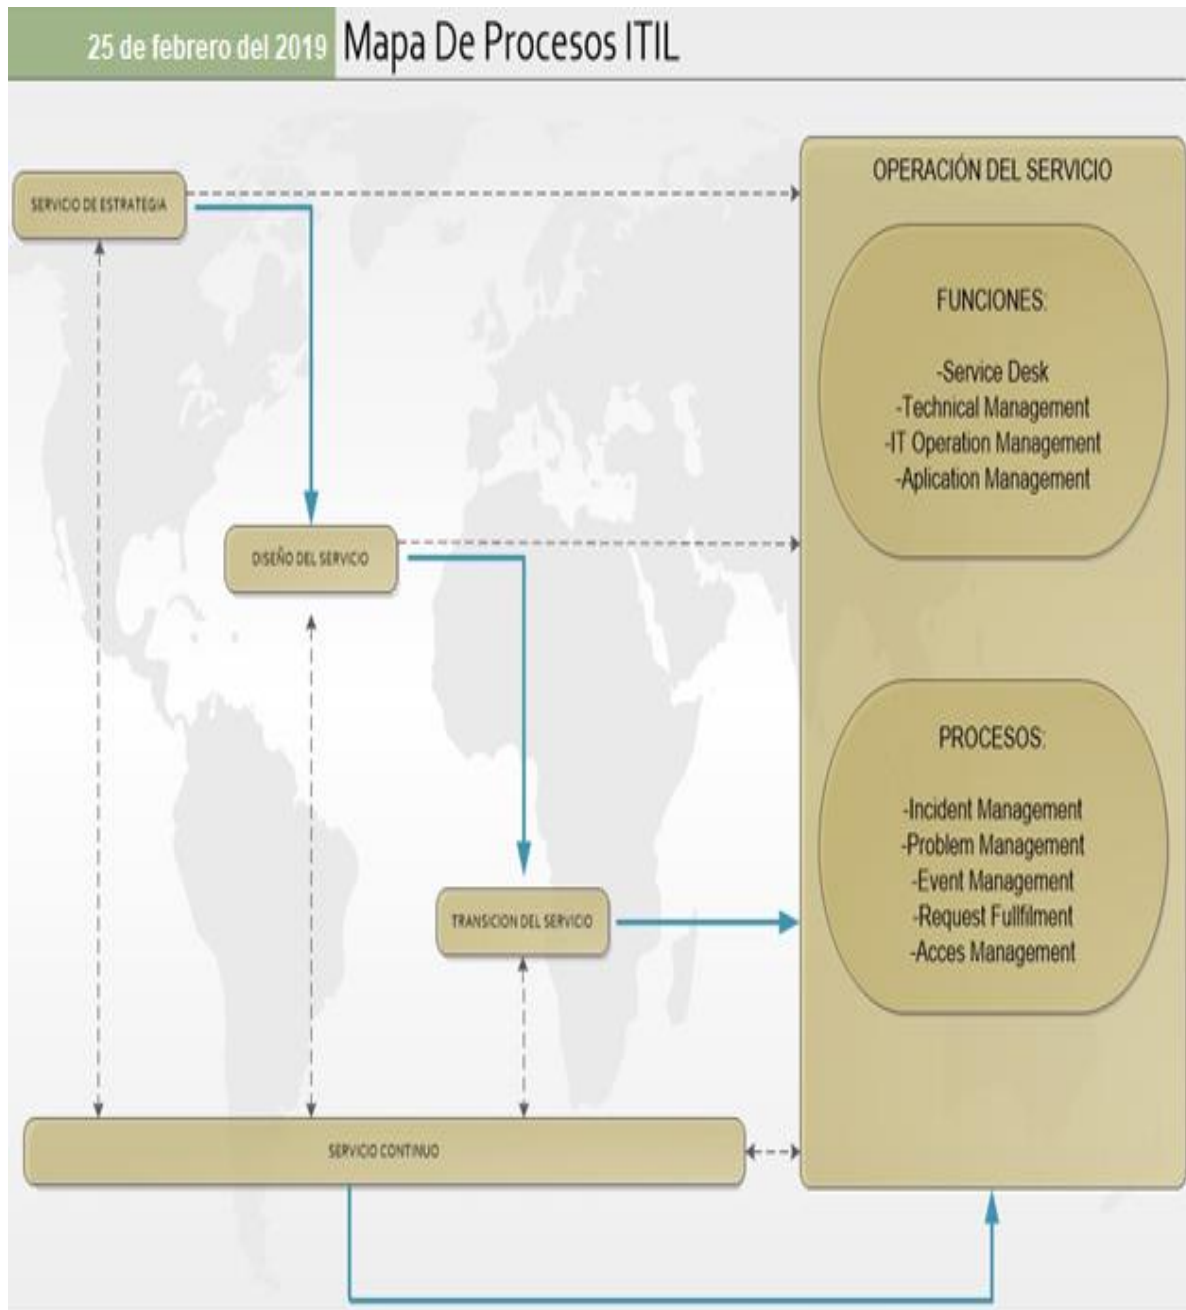 25 de febrero del 2019
Mapa De Procesos ITIL
SERVICIO DE ESTRATEGIA
OPERACIÓN DEL SERVICIO
FUNCIONES:
-Service Desk
-Technical Management
-IT Operation Management
-Aplication Management
DISEÑO DEL SERVICIO
PROCESOS:
-Incident Management
-Problem Management
-Event Management
-Request Fullfilment
-Acces Management
TRANSICION DEL SERVICIO
SERVICIO CONTINUO